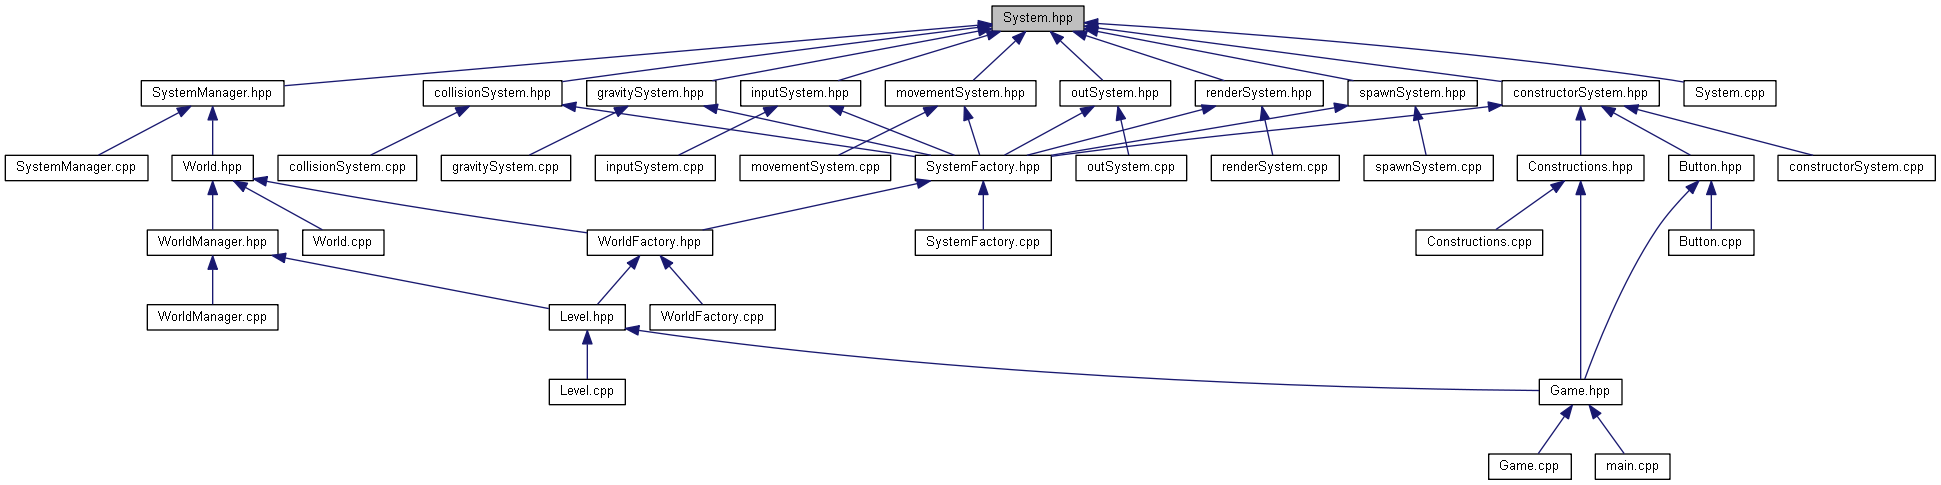 System.hpp
SystemManager.hpp
collisionSystem.hpp
gravitySystem.hpp
inputSystem.hpp
movementSystem.hpp
outSystem.hpp
renderSystem.hpp
spawnSystem.hpp
constructorSystem.hpp
System.cpp
SystemManager.cpp
World.hpp
collisionSystem.cpp
gravitySystem.cpp
inputSystem.cpp
movementSystem.cpp
SystemFactory.hpp
outSystem.cpp
renderSystem.cpp
spawnSystem.cpp
Constructions.hpp
Button.hpp
constructorSystem.cpp
WorldManager.hpp
World.cpp
WorldFactory.hpp
SystemFactory.cpp
Constructions.cpp
Button.cpp
WorldManager.cpp
Level.hpp
WorldFactory.cpp
Level.cpp
Game.hpp
Game.cpp
main.cpp